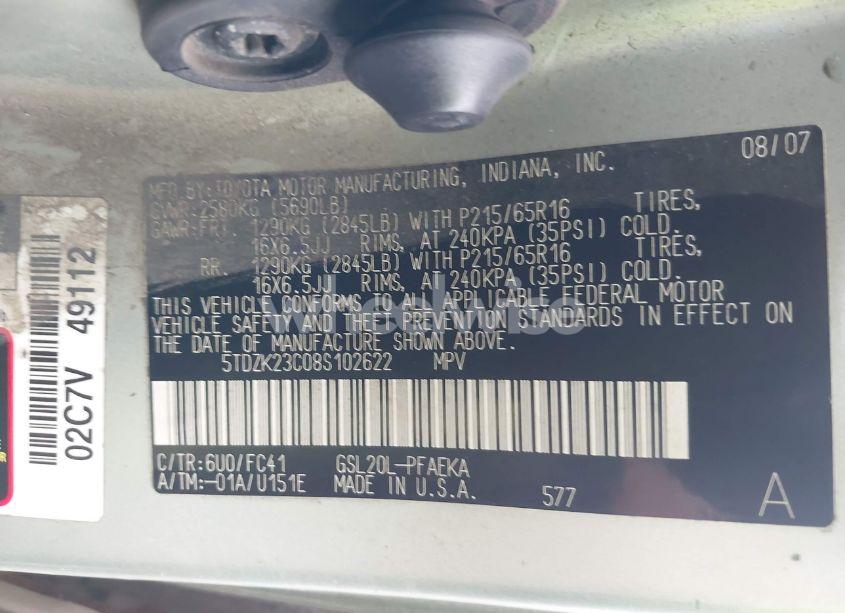 08/07
MFD.BY:TOYOTA MOTOR MANUFACTURING, INDIANA, INC.
GVWR:2580KG (5690LB)
GAWR:FRT. 1290KG (2845LB) WITH P215/65R16 TIRES,
16X6.5JJ RIMS, AT 240KPA (35PSI) COLD.
RR. 1290KG (2845LB) WITH P215/65R16 TIRES,
16X6.5JJ RIMS, AT 240KPA (35PSI) COLD.
THIS VEHICLE CONFORMS TO ALL APPLICABLE FEDERAL MOTOR
VEHICLE SAFETY AND THEFT PREVENTION STANDARDS IN EFFECT ON
THE DATE OF MANUFACTURE SHOWN ABOVE.
5TDZK23C08S102622 MPV
C/TR:6U0/FC41 GSL20L-PFAEKA
A/TM:-01A/U151E MADE IN U.S.A. 577 A
02C7V 49112